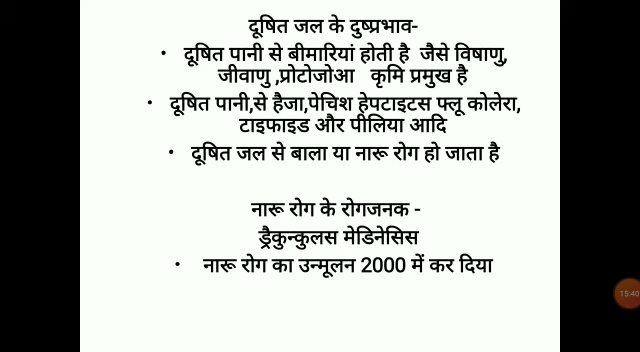 दूषित जल के दुष्प्रभाव-
• दूषित पानी से बीमारियां होती है जैसे विषाणु,
जीवाणु ,प्रोटोजोआ कृमि प्रमुख है
• दूषित पानी,से हैजा,पेचिश हेपटाइटस फ्लू कोलेरा,
टाइफाइड और पीलिया आदि
• दूषित जल से बाला या नारू रोग हो जाता है
नारू रोग के रोगजनक -
ड्रैकुन्कुलस मेडिनेसिस
• नारू रोग का उन्मूलन 2000 में कर दिया
15:40